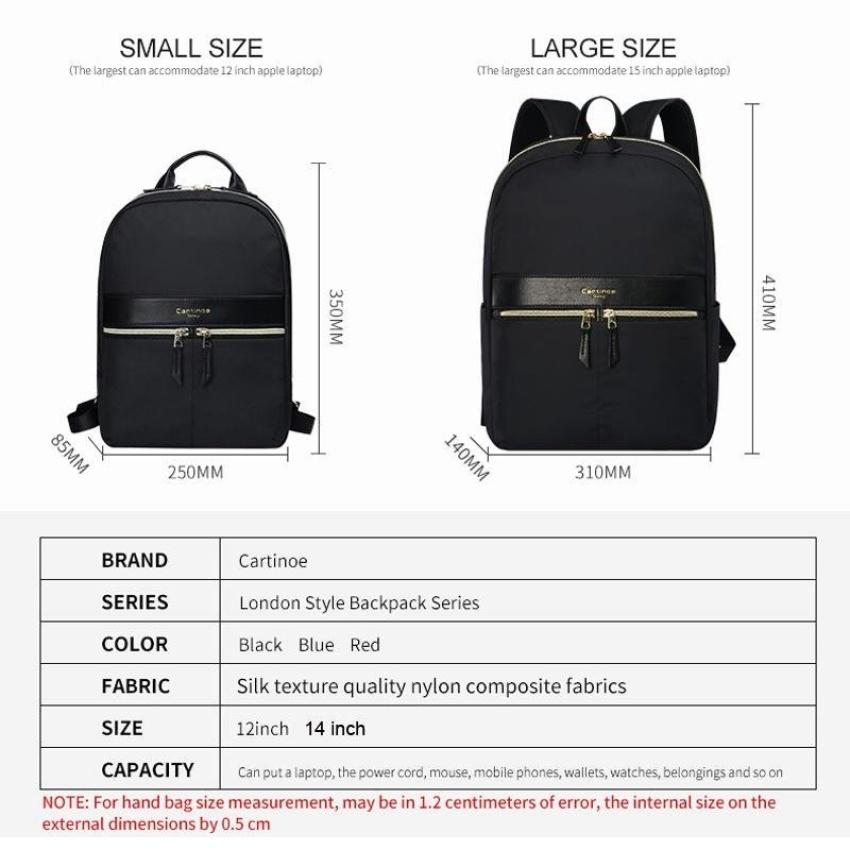 SMALL SIZE
(The largest can accommodate 12 inch apple laptop)
LARGE SIZE
(The largest can accommodate 15 inch apple laptop)
Cartinoe
350MM
85MM
250MM
Cartinoe
410MM
140MM
310MM
BRAND Cartinoe
SERIES London Style Backpack Series
COLOR Black Blue Red
FABRIC Silk texture quality nylon composite fabrics
SIZE 12inch 14 inch
CAPACITY Can put a laptop, the power cord, mouse, mobile phones, wallets, watches, belongings and so on
NOTE: For hand bag size measurement, may be in 1.2 centimeters of error, the internal size on the
external dimensions by 0.5 cm